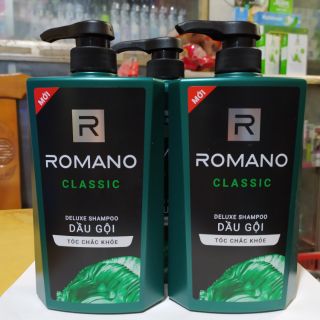 MỚI
R
ROMANO
CLASSIC
DELUXE SHAMPOO
DẦU GỘI
TÓC CHẮC KHỎE
MỚI
R
ROMANO
CLASSIC
DELUXE SHAMPOO
DẦU GỘI
TÓC CHẮC KHỎE